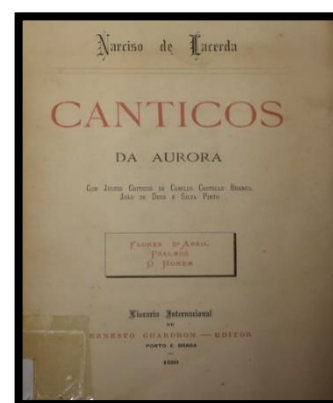 Narciso de Lacerda
CANTICOS
DA AURORA
Com Juizos Criticos de Camillo Castello Branco,
João de Deus e Silva Pinto
Flores d'Abril
Psalmos
O Homem
Livraria Internacional
DE
ERNESTO CHARDRON — EDITOR
PORTO E BRAGA